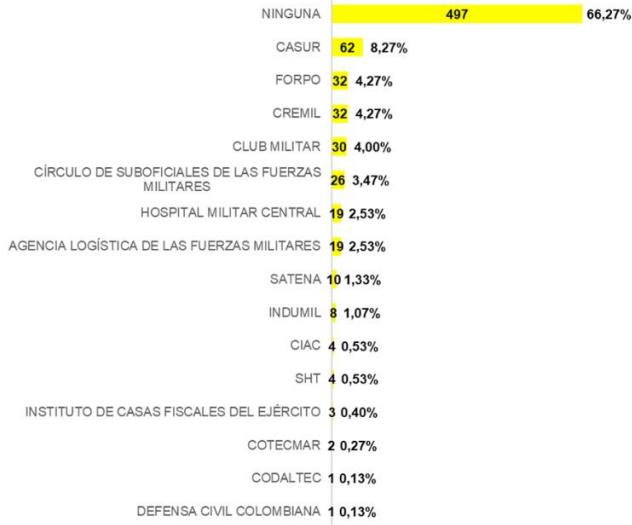 NINGUNA 497 66,27%
CASUR 62 8,27%
FORPO 32 4,27%
CREMIL 32 4,27%
CLUB MILITAR 30 4,00%
CÍRCULO DE SUBOFICIALES DE LAS FUERZAS
MILITARES 26 3,47%
HOSPITAL MILITAR CENTRAL 19 2,53%
AGENCIA LOGÍSTICA DE LAS FUERZAS MILITARES 19 2,53%
SATENA 10 1,33%
INDUMIL 8 1,07%
CIAC 4 0,53%
SHT 4 0,53%
INSTITUTO DE CASAS FISCALES DEL EJÉRCITO 3 0,40%
COTECMAR 2 0,27%
CODALTEC 1 0,13%
DEFENSA CIVIL COLOMBIANA 1 0,13%